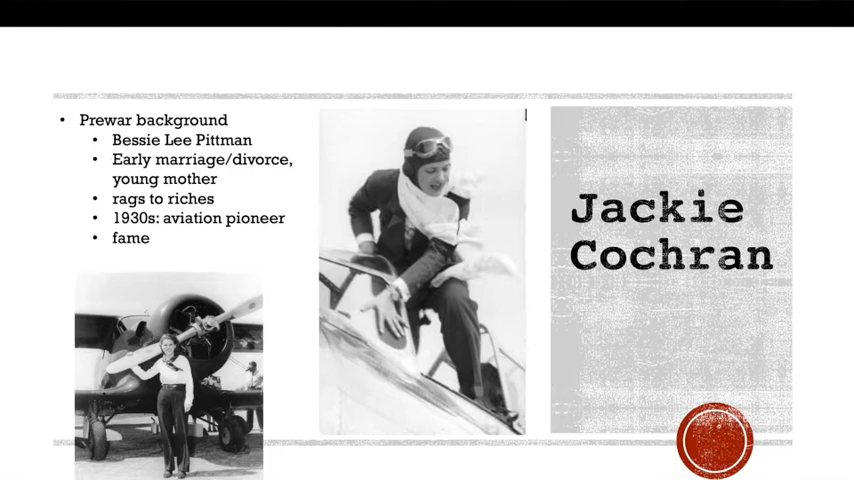 Prewar background
Bessie Lee Pittman
Early marriage/divorce,
young mother
rags to riches
1930s: aviation pioneer
fame
Jackie
Cochran